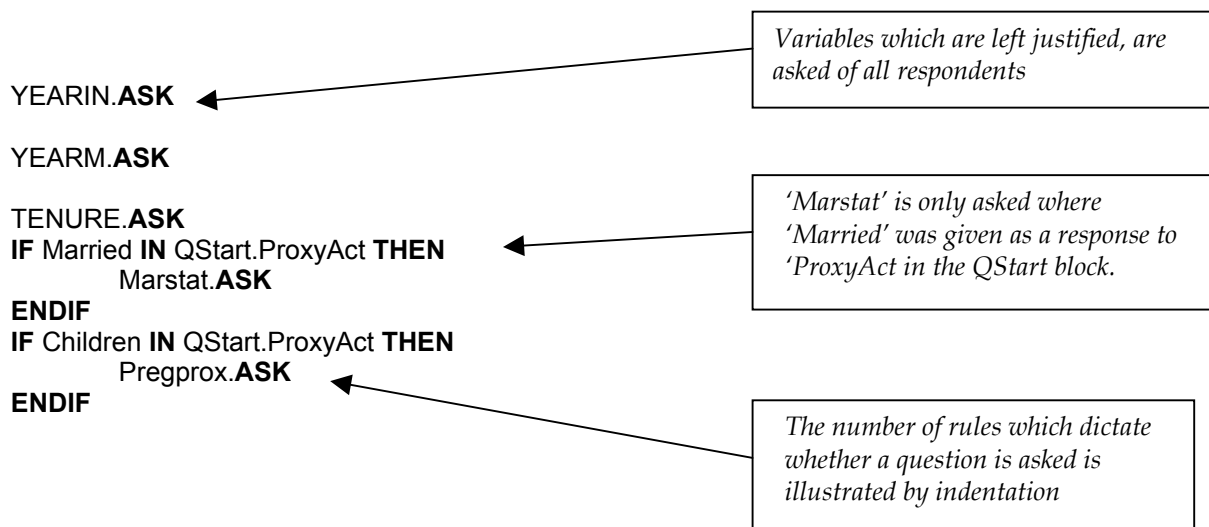 Variables which are left justified, are
asked of all respondents
YEARIN.ASK
YEARM.ASK
TENURE.ASK
IF Married IN QStart.ProxyAct THEN
Marstat.ASK
ENDIF
IF Children IN QStart.ProxyAct THEN
Pregprox.ASK
ENDIF
‘Marstat’ is only asked where
‘Married’ was given as a response to
‘ProxyAct in the QStart block.
The number of rules which dictate
whether a question is asked is
illustrated by indentation